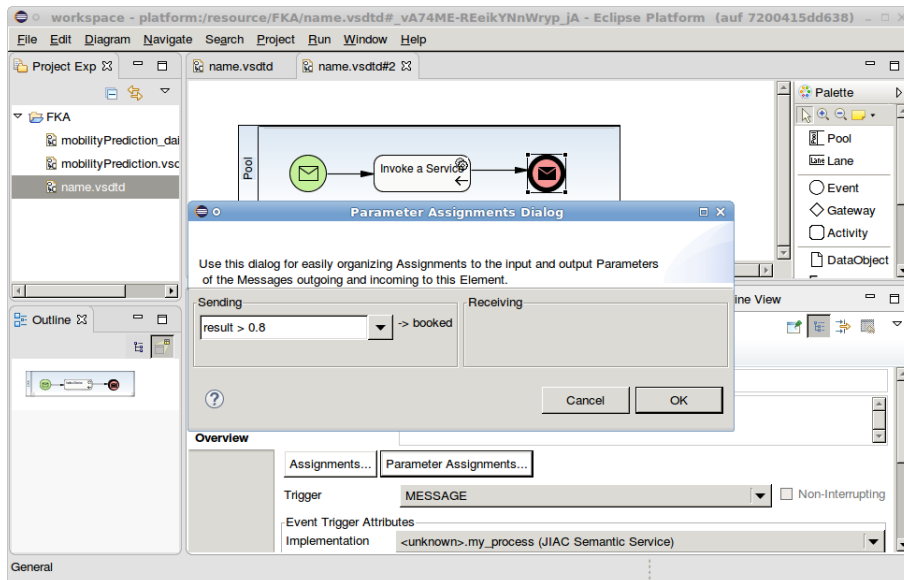 workspace - platform:/resource/FKA/name.vsdtd#_vA74ME-REeikYNnWryp_jA - Eclipse Platform (auf 7200415dd638)
File Edit Diagram Navigate Search Project Run Window Help
Project Exp
name.vsdtd
name.vsdtd#2
FKA
mobilityPrediction_dai
mobilityPrediction.vsc
name.vsdtd
Pool
Invoke a Service
Palette
Pool
Lane Lane
Event
Gateway
Activity
DataObject
Parameter Assignments Dialog
Use this dialog for easily organizing Assignments to the input and output Parameters
of the Messages outgoing and incoming to this Element.
Sending
result > 0.8
-> booked
Receiving
?
Cancel
OK
Outline
ine View
Overview
Assignments...
Parameter Assignments...
Trigger
MESSAGE
Non-Interrupting
Event Trigger Attributes
Implementation
<unknown>.my_process (JIAC Semantic Service)
General